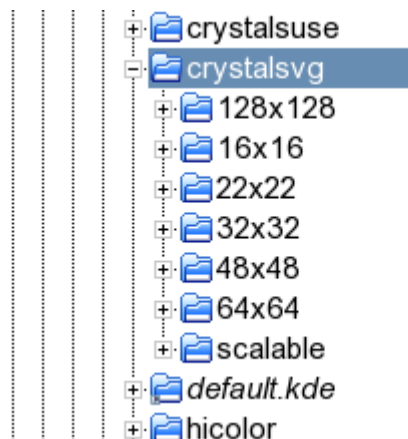 crystalsuse
crystalsvg
128x128
16x16
22x22
32x32
48x48
64x64
scalable
default.kde
hicolor